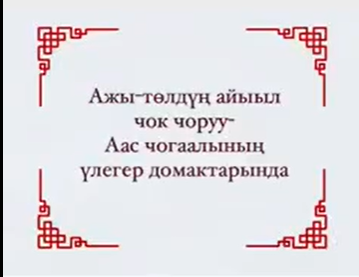 Ажы-төлдүң айыыл
чок чоруу-
Аас чогаалының
үлегер домактарында